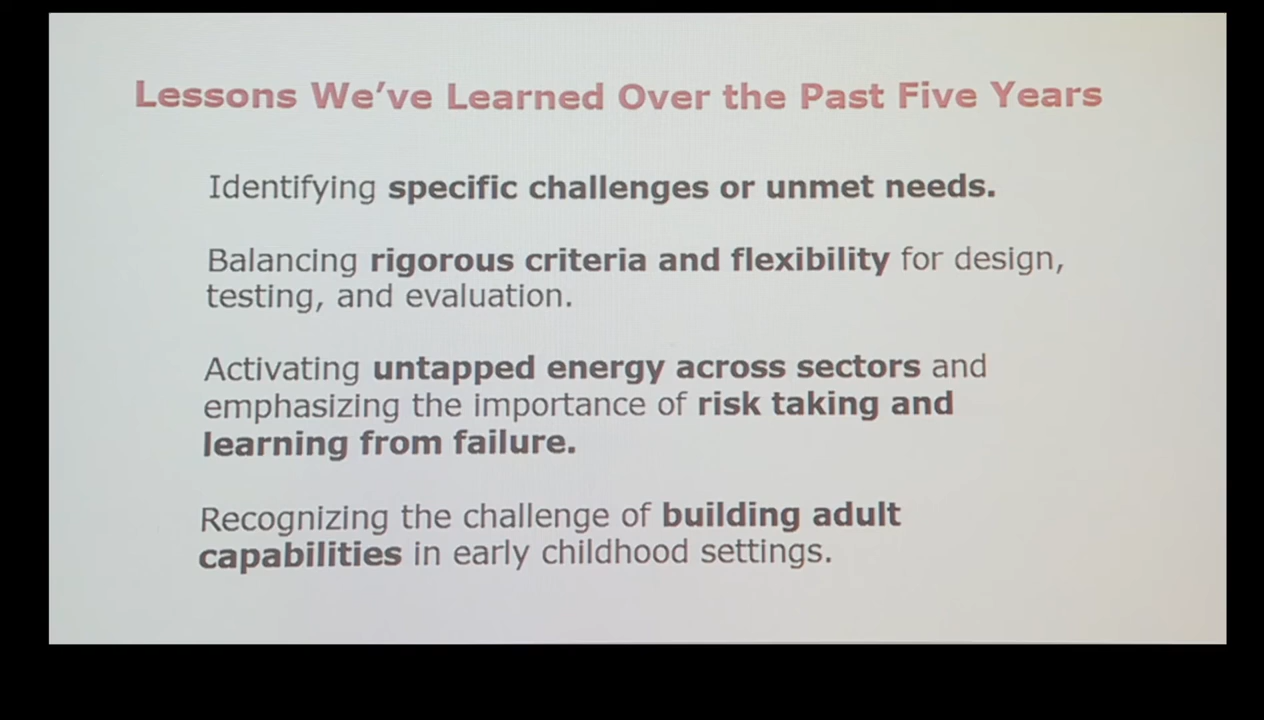 Lessons We've Learned Over the Past Five Years
Identifying specific challenges or unmet needs.
Balancing rigorous criteria and flexibility for design,
testing, and evaluation.
Activating untapped energy across sectors and
emphasizing the importance of risk taking and
learning from failure.
Recognizing the challenge of building adult
capabilities in early childhood settings.